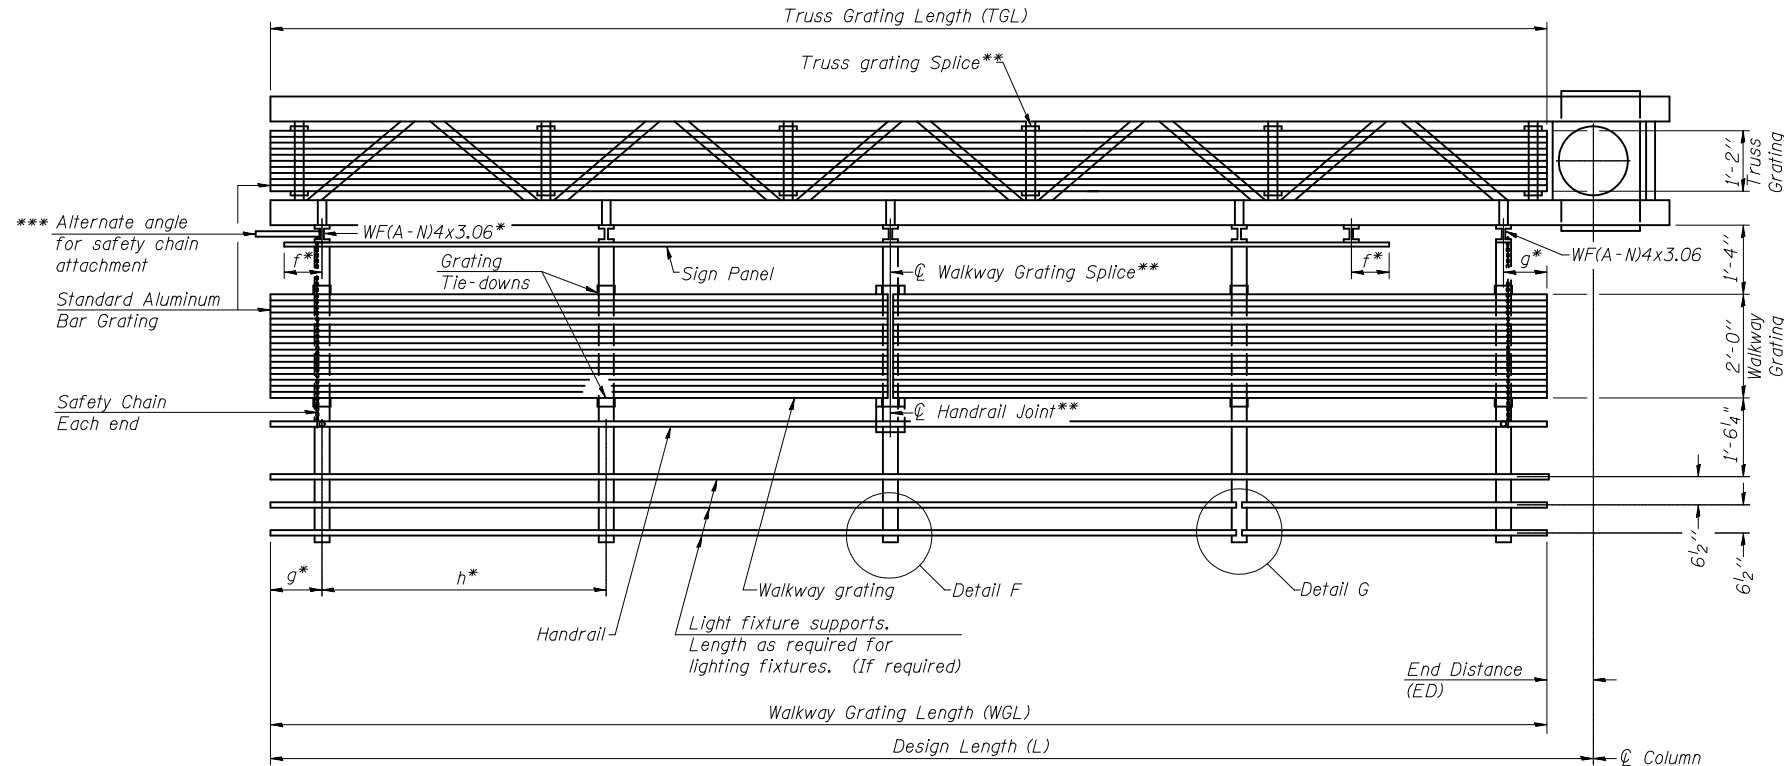 Truss Grating Length (TGL)
Truss grating Splice**
1'-2''
Truss
Grating
*** Alternate angle
for safety chain
attachment
WF(A-N)4x3.06*
WF(A-N)4x3.06
f*
Grating
Tie-downs
Sign Panel
℄ Walkway Grating Splice**
f*
g*
1'-4''
Standard Aluminum
Bar Grating
2'-0''
Walkway
Grating
Safety Chain
Each end
℄ Handrail Joint**
1'-6¼"
6½''
6½''
g*
h*
Walkway grating
Detail F
Detail G
Handrail
Light fixture supports.
Length as required for
lighting fixtures. (If required)
End Distance
(ED)
Walkway Grating Length (WGL)
Design Length (L)
℄ Column